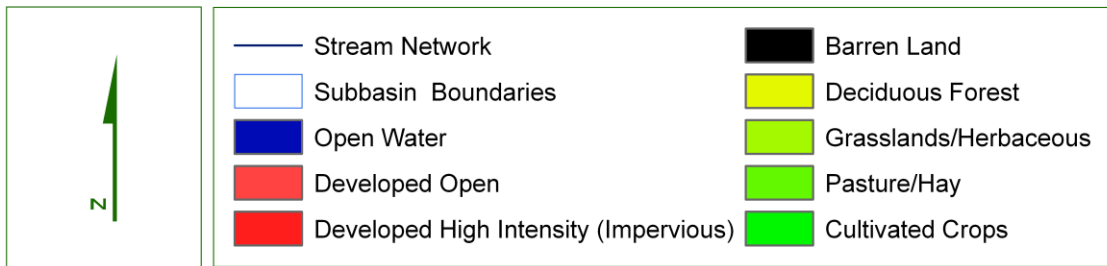 N
Stream Network
Subbasin Boundaries
Open Water
Developed Open
Developed High Intensity (Impervious)
Barren Land
Deciduous Forest
Grasslands/Herbaceous
Pasture/Hay
Cultivated Crops